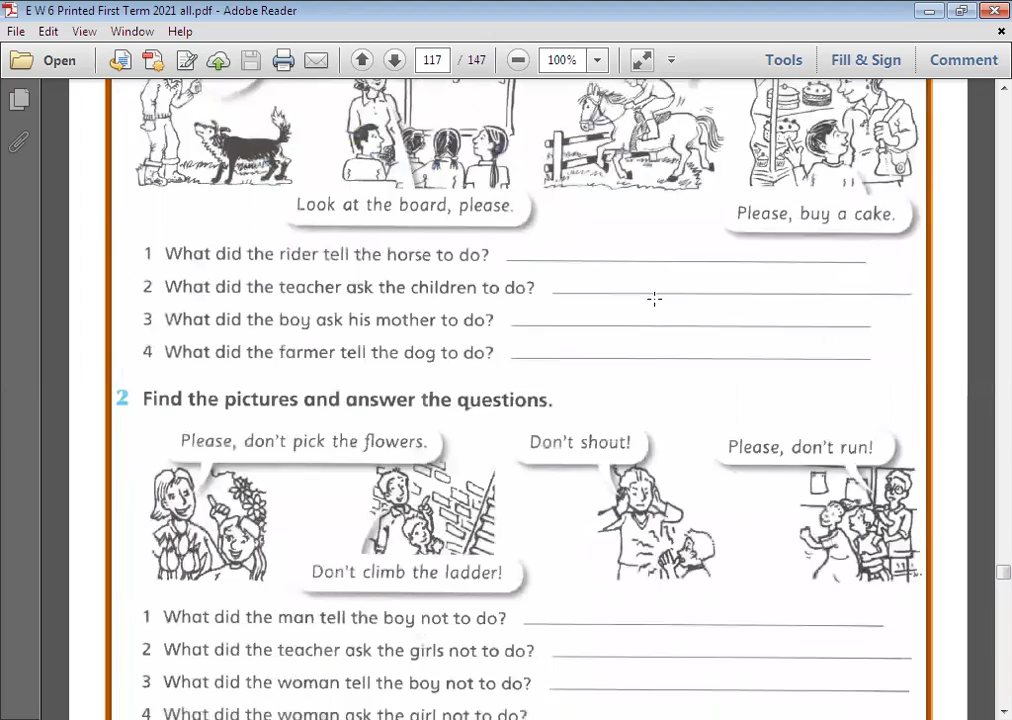 E W 6 Printed First Term 2021 all.pdf - Adobe Reader
File Edit View Window Help
Open 117 / 147 100% Tools Fill & Sign Comment
Look at the board, please.
Please, buy a cake.
1 What did the rider tell the horse to do?
2 What did the teacher ask the children to do?
3 What did the boy ask his mother to do?
4 What did the farmer tell the dog to do?
2 Find the pictures and answer the questions.
Please, don't pick the flowers.
Don't shout!
Please, don't run!
Don't climb the ladder!
1 What did the man tell the boy not to do?
2 What did the teacher ask the girls not to do?
3 What did the woman tell the boy not to do?
4 What did the woman ask the girl not to do?